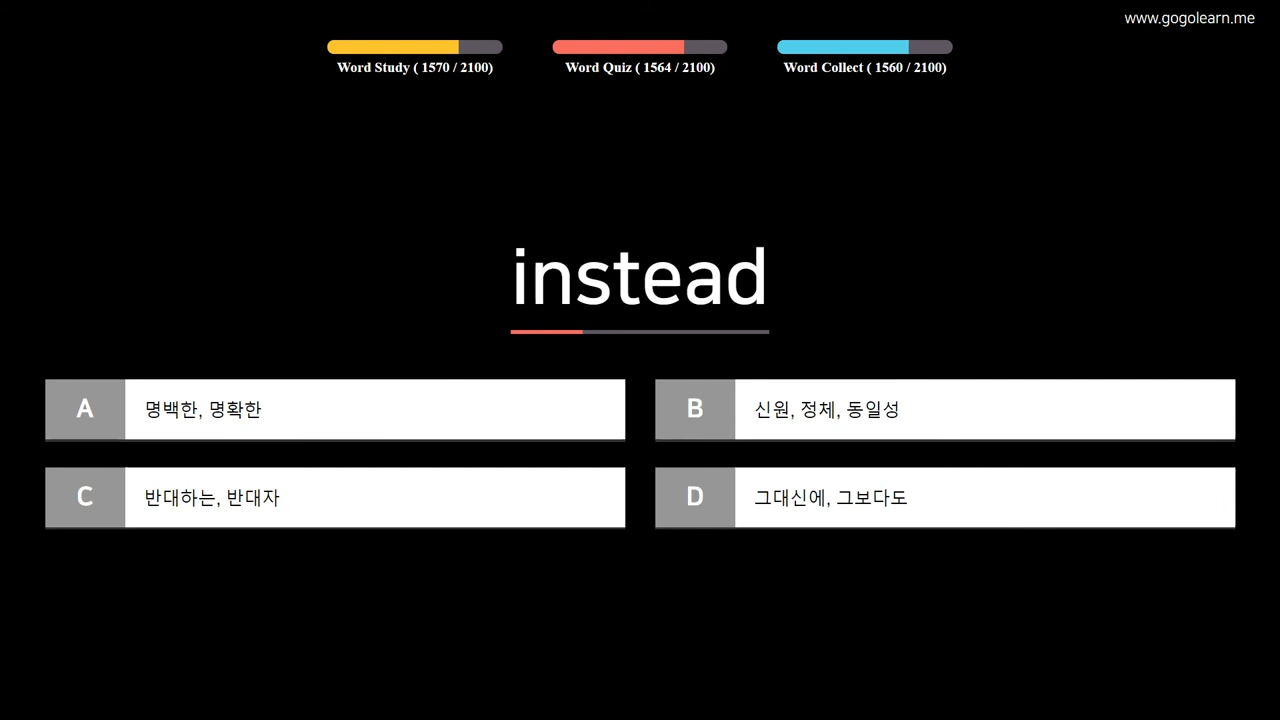 www.gogolearn.me
Word Study ( 1570 / 2100)
Word Quiz ( 1564 / 2100)
Word Collect ( 1560 / 2100)
instead
A 명백한, 명확한
B 신원, 정체, 동일성
C 반대하는, 반대자
D 그대신에, 그보다도